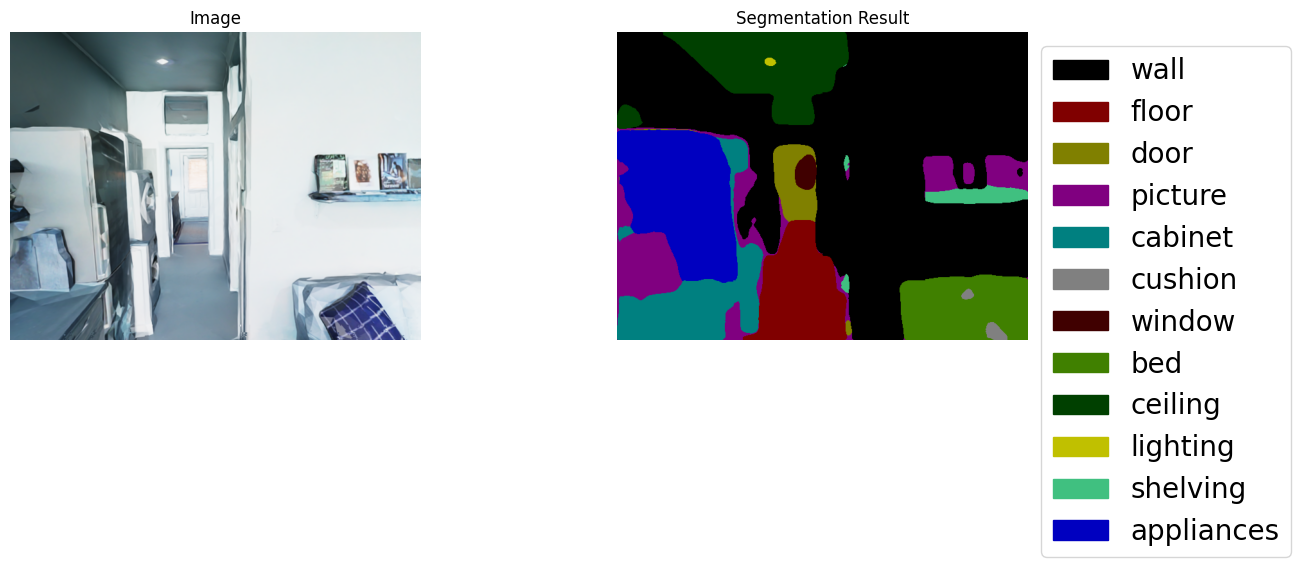 Image
Segmentation Result
wall
floor
door
picture
cabinet
cushion
window
bed
ceiling
lighting
shelving
appliances